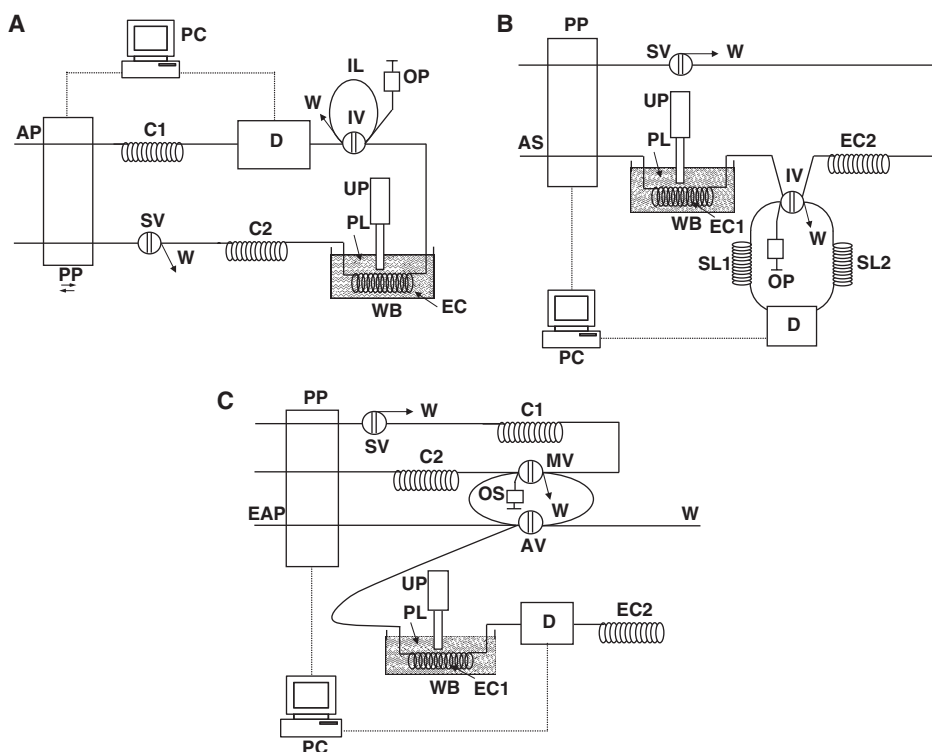 A
PC
IL
OP
W
IV
AP
C1
D
UP
SV
C2
PL
W
PP
WB
EC
B
PP
SV
W
UP
AS
PL
IV
EC2
WB
EC1
W
SL1
OP
SL2
D
PC
C
PP
W
C1
SV
C2
MV
OS
EAP
W
W
AV
UP
PL
D
EC2
WB
EC1
PC